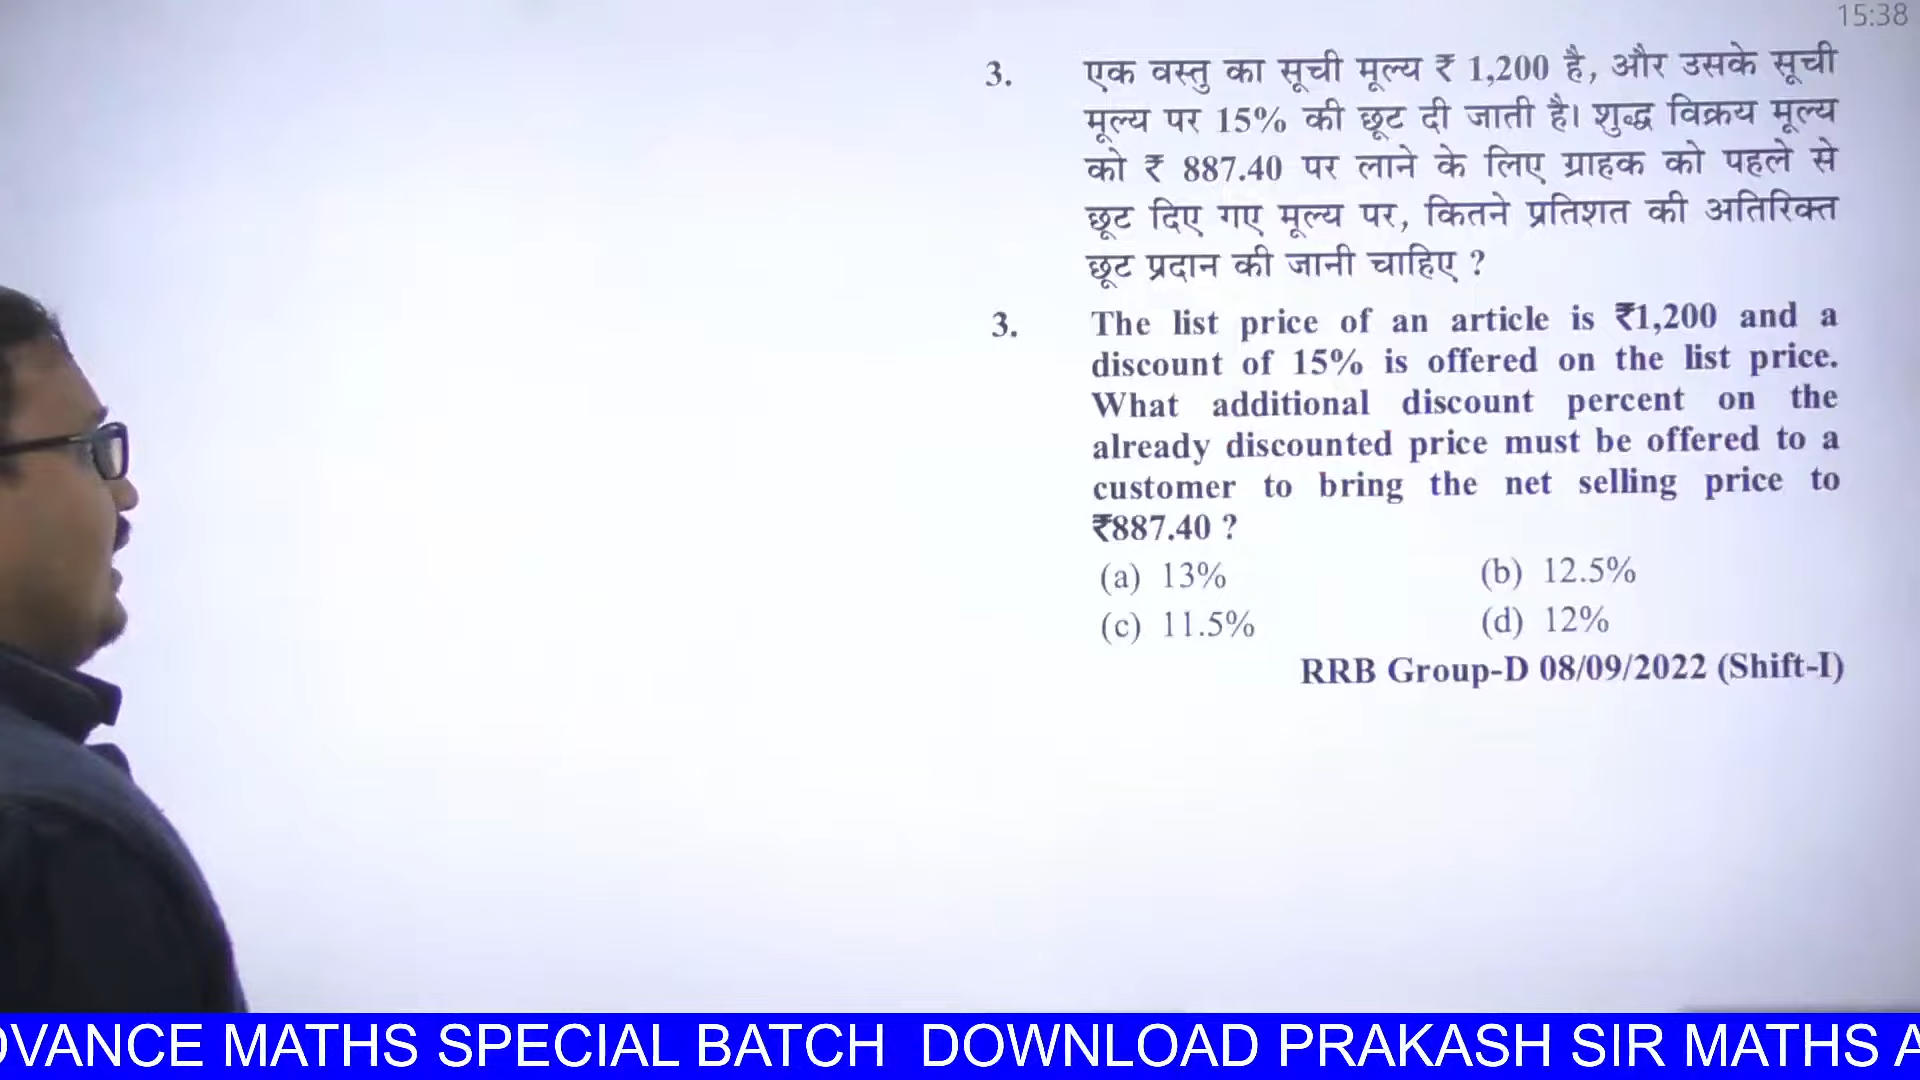 15:38
3. एक वस्तु का सूची मूल्य ₹ 1,200 है, और उसके सूची
मूल्य पर 15% की छूट दी जाती है। शुद्ध विक्रय मूल्य
को ₹ 887.40 पर लाने के लिए ग्राहक को पहले से
छूट दिए गए मूल्य पर, कितने प्रतिशत की अतिरिक्त
छूट प्रदान की जानी चाहिए ?
3. The list price of an article is ₹1,200 and a
discount of 15% is offered on the list price.
What additional discount percent on the
already discounted price must be offered to a
customer to bring the net selling price to
₹887.40 ?
(a) 13% (b) 12.5%
(c) 11.5% (d) 12%
RRB Group-D 08/09/2022 (Shift-I)
DVANCE MATHS SPECIAL BATCH DOWNLOAD PRAKASH SIR MATHS A